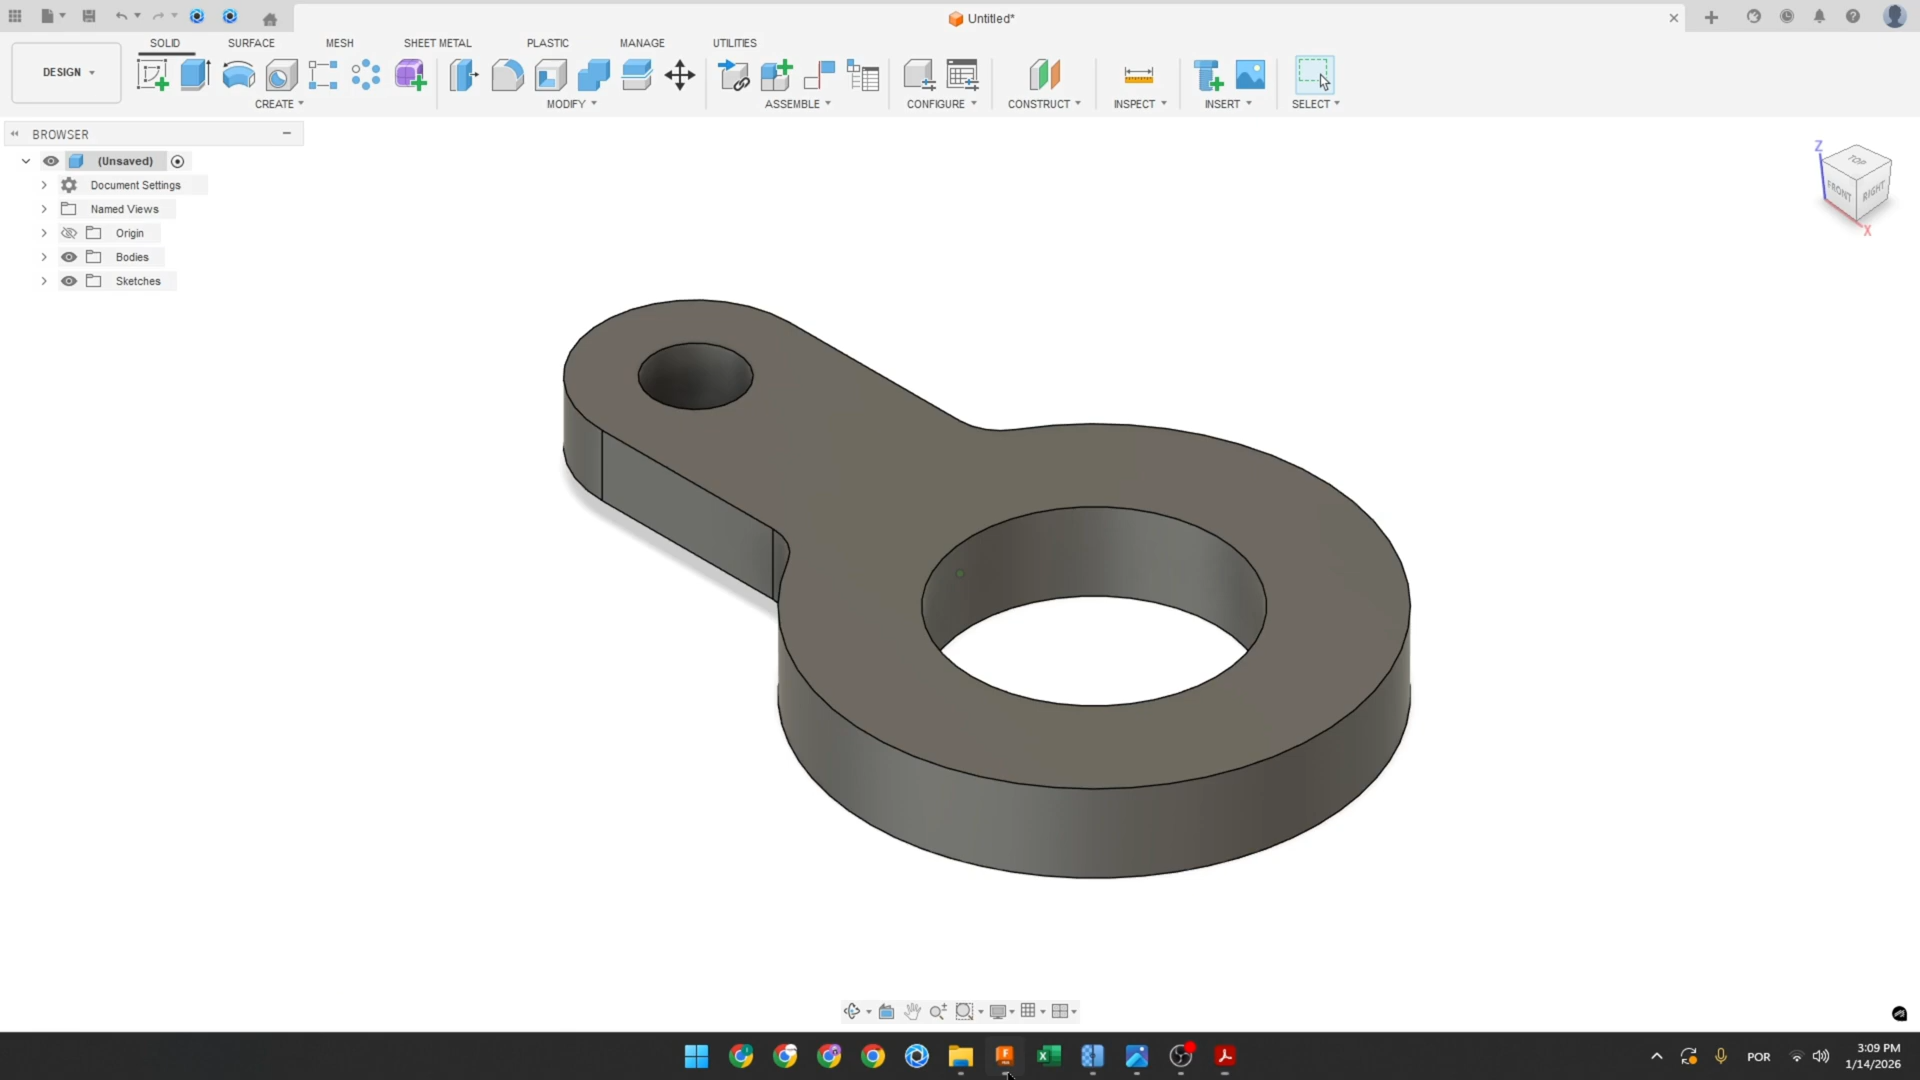 Untitled*
DESIGN
SOLID
SURFACE
MESH
SHEET METAL
PLASTIC
MANAGE
UTILITIES
CREATE
MODIFY
ASSEMBLE
CONFIGURE
CONSTRUCT
INSPECT
INSERT
SELECT
BROWSER
(Unsaved)
Document Settings
Named Views
Origin
Bodies
Sketches
Z
TOP
FRONT
RIGHT
X
POR
3:09 PM
1/14/2026